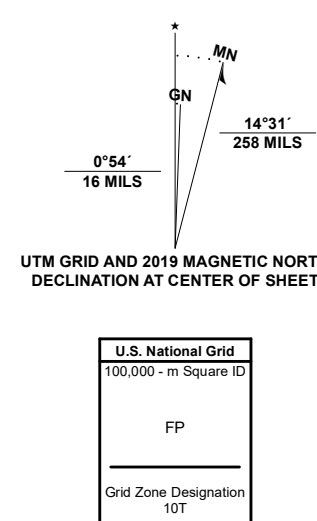 ★
MN
GN
14°31´
258 MILS
0°54´
16 MILS
UTM GRID AND 2019 MAGNETIC NORT
DECLINATION AT CENTER OF SHEET
U.S. National Grid
100,000 - m Square ID
FP
Grid Zone Designation
10T